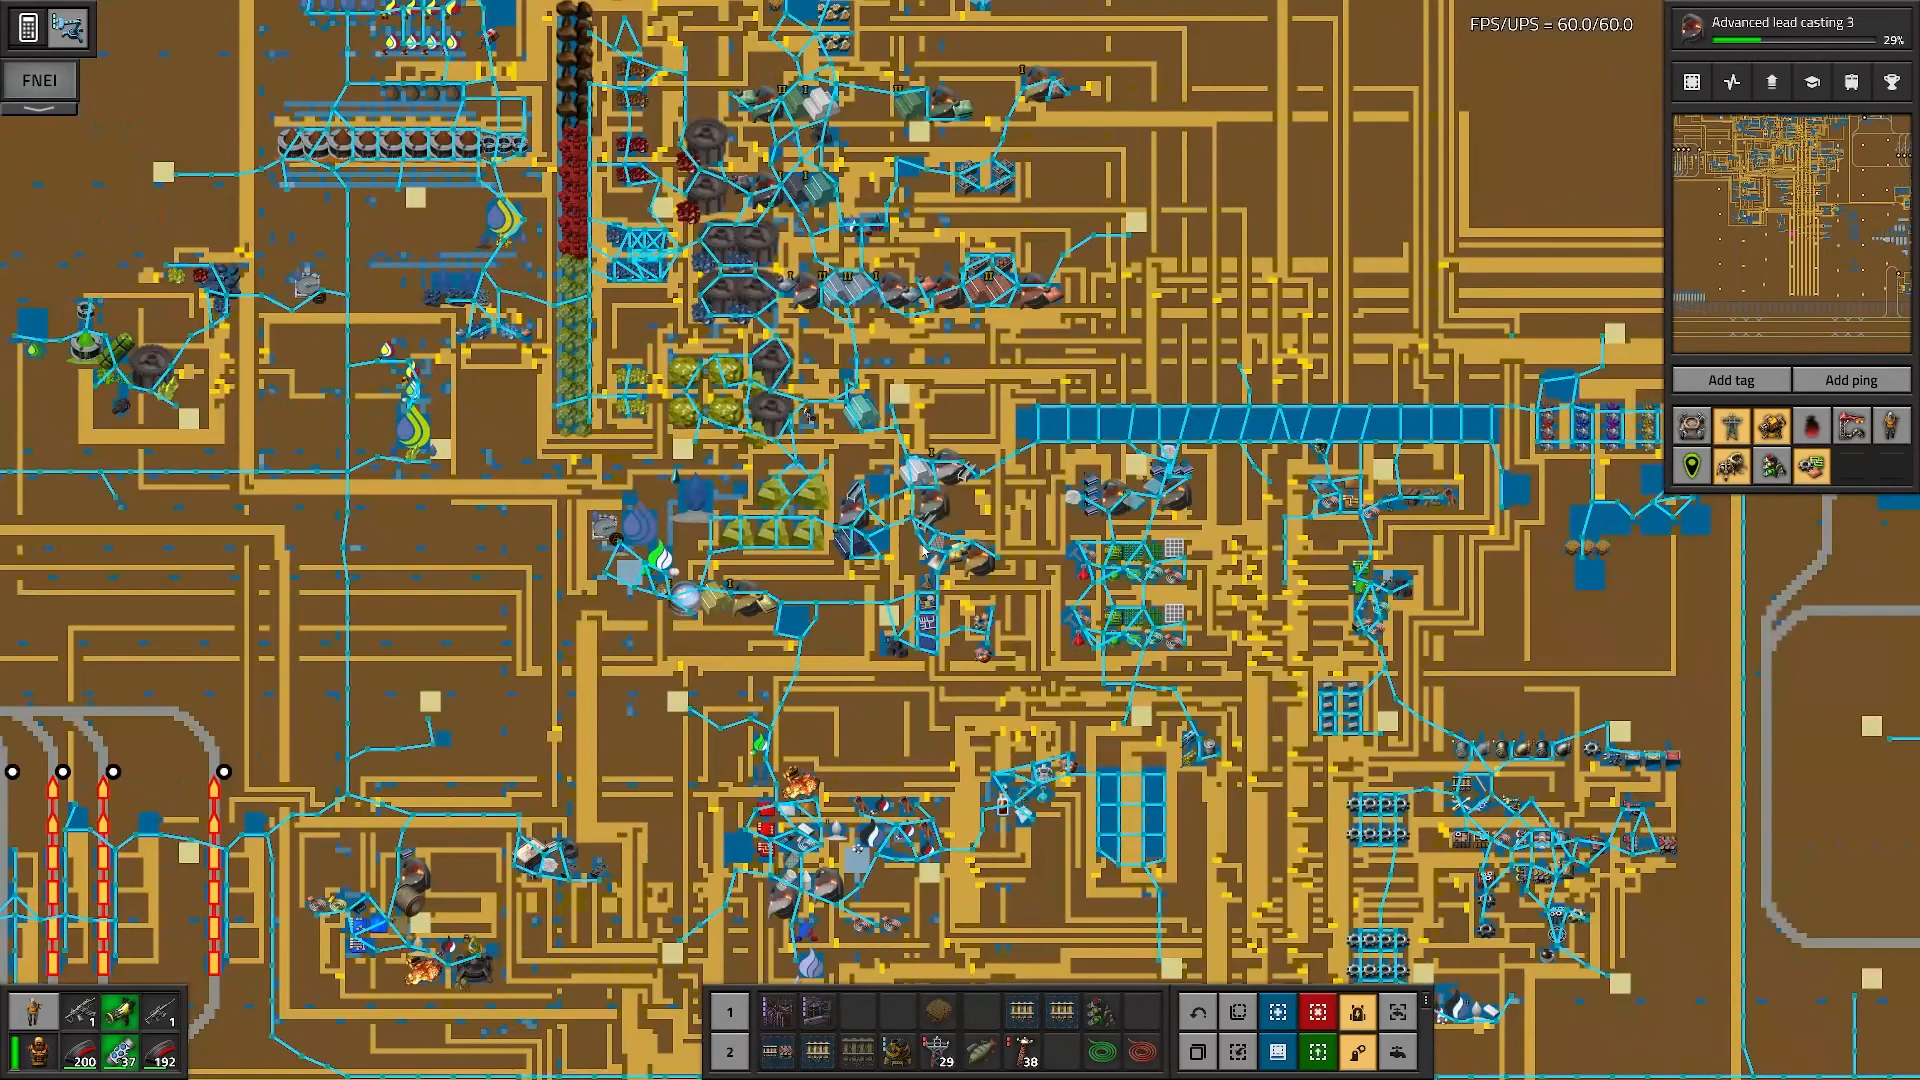 FPS/UPS = 60.0/60.0
Advanced lead casting 3
29%
FNEI
Add tag
Add ping
1
1
200
37
192
1
2
29
38